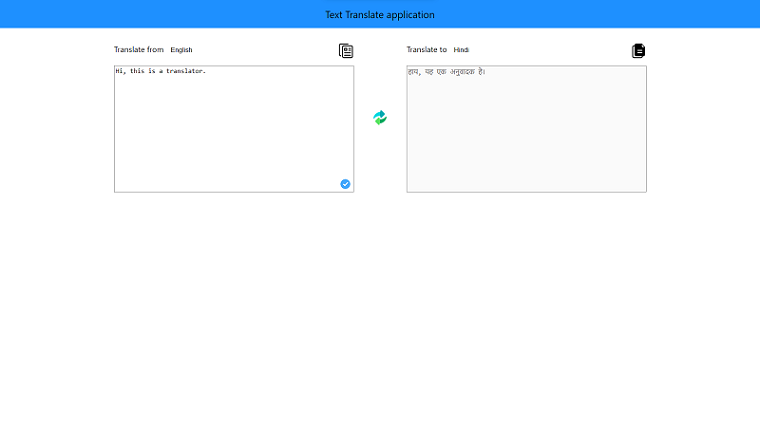 Text Translate application
Translate from English
Translate to Hindi
Hi, this is a translator.
हाय, यह एक अनुवादक है।